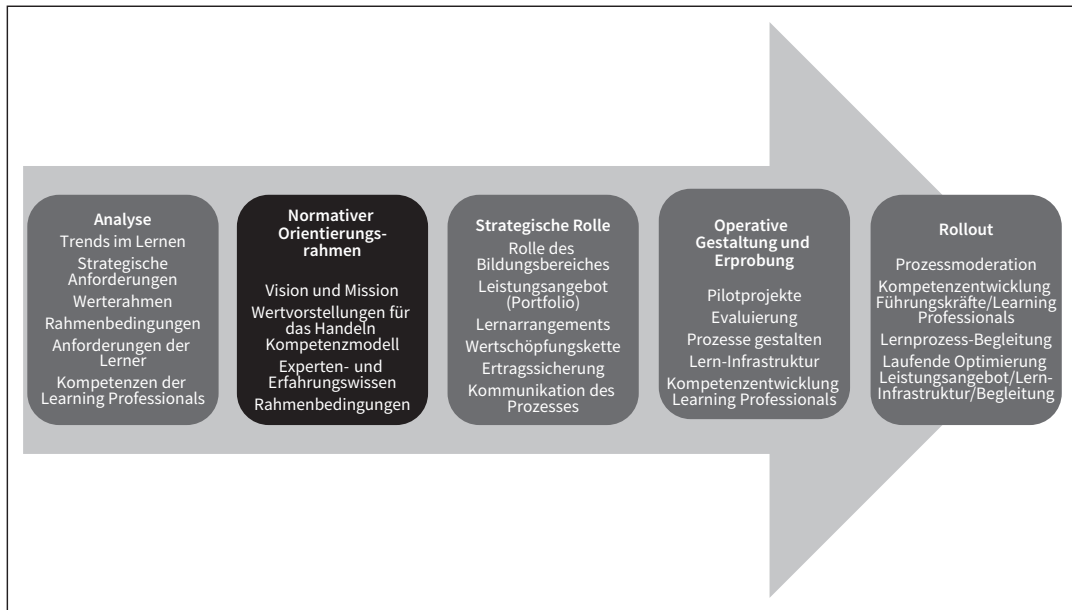 Analyse
Trends im Lernen
Strategische
Anforderungen
Werterahmen
Rahmenbedingungen
Anforderungen der
Lerner
Kompetenzen der
Learning Professionals
Normativer
Orientierungs-
rahmen
Vision und Mission
Wertvorstellungen für
das Handeln
Kompetenzmodell
Experten- und
Erfahrungswissen
Rahmenbedingungen
Strategische Rolle
Rolle des
Bildungsbereiches
Leistungsangebot
(Portfolio)
Lernarrangements
Wertschöpfungskette
Ertragssicherung
Kommunikation des
Prozesses
Operative
Gestaltung und
Erprobung
Pilotprojekte
Evaluierung
Prozesse gestalten
Lern-Infrastruktur
Kompetenzentwicklung
Learning Professionals
Rollout
Prozessmoderation
Kompetenzentwicklung
Führungskräfte/Learning
Professionals
Lernprozess-Begleitung
Laufende Optimierung
Leistungsangebot/Lern-
Infrastruktur/Begleitung